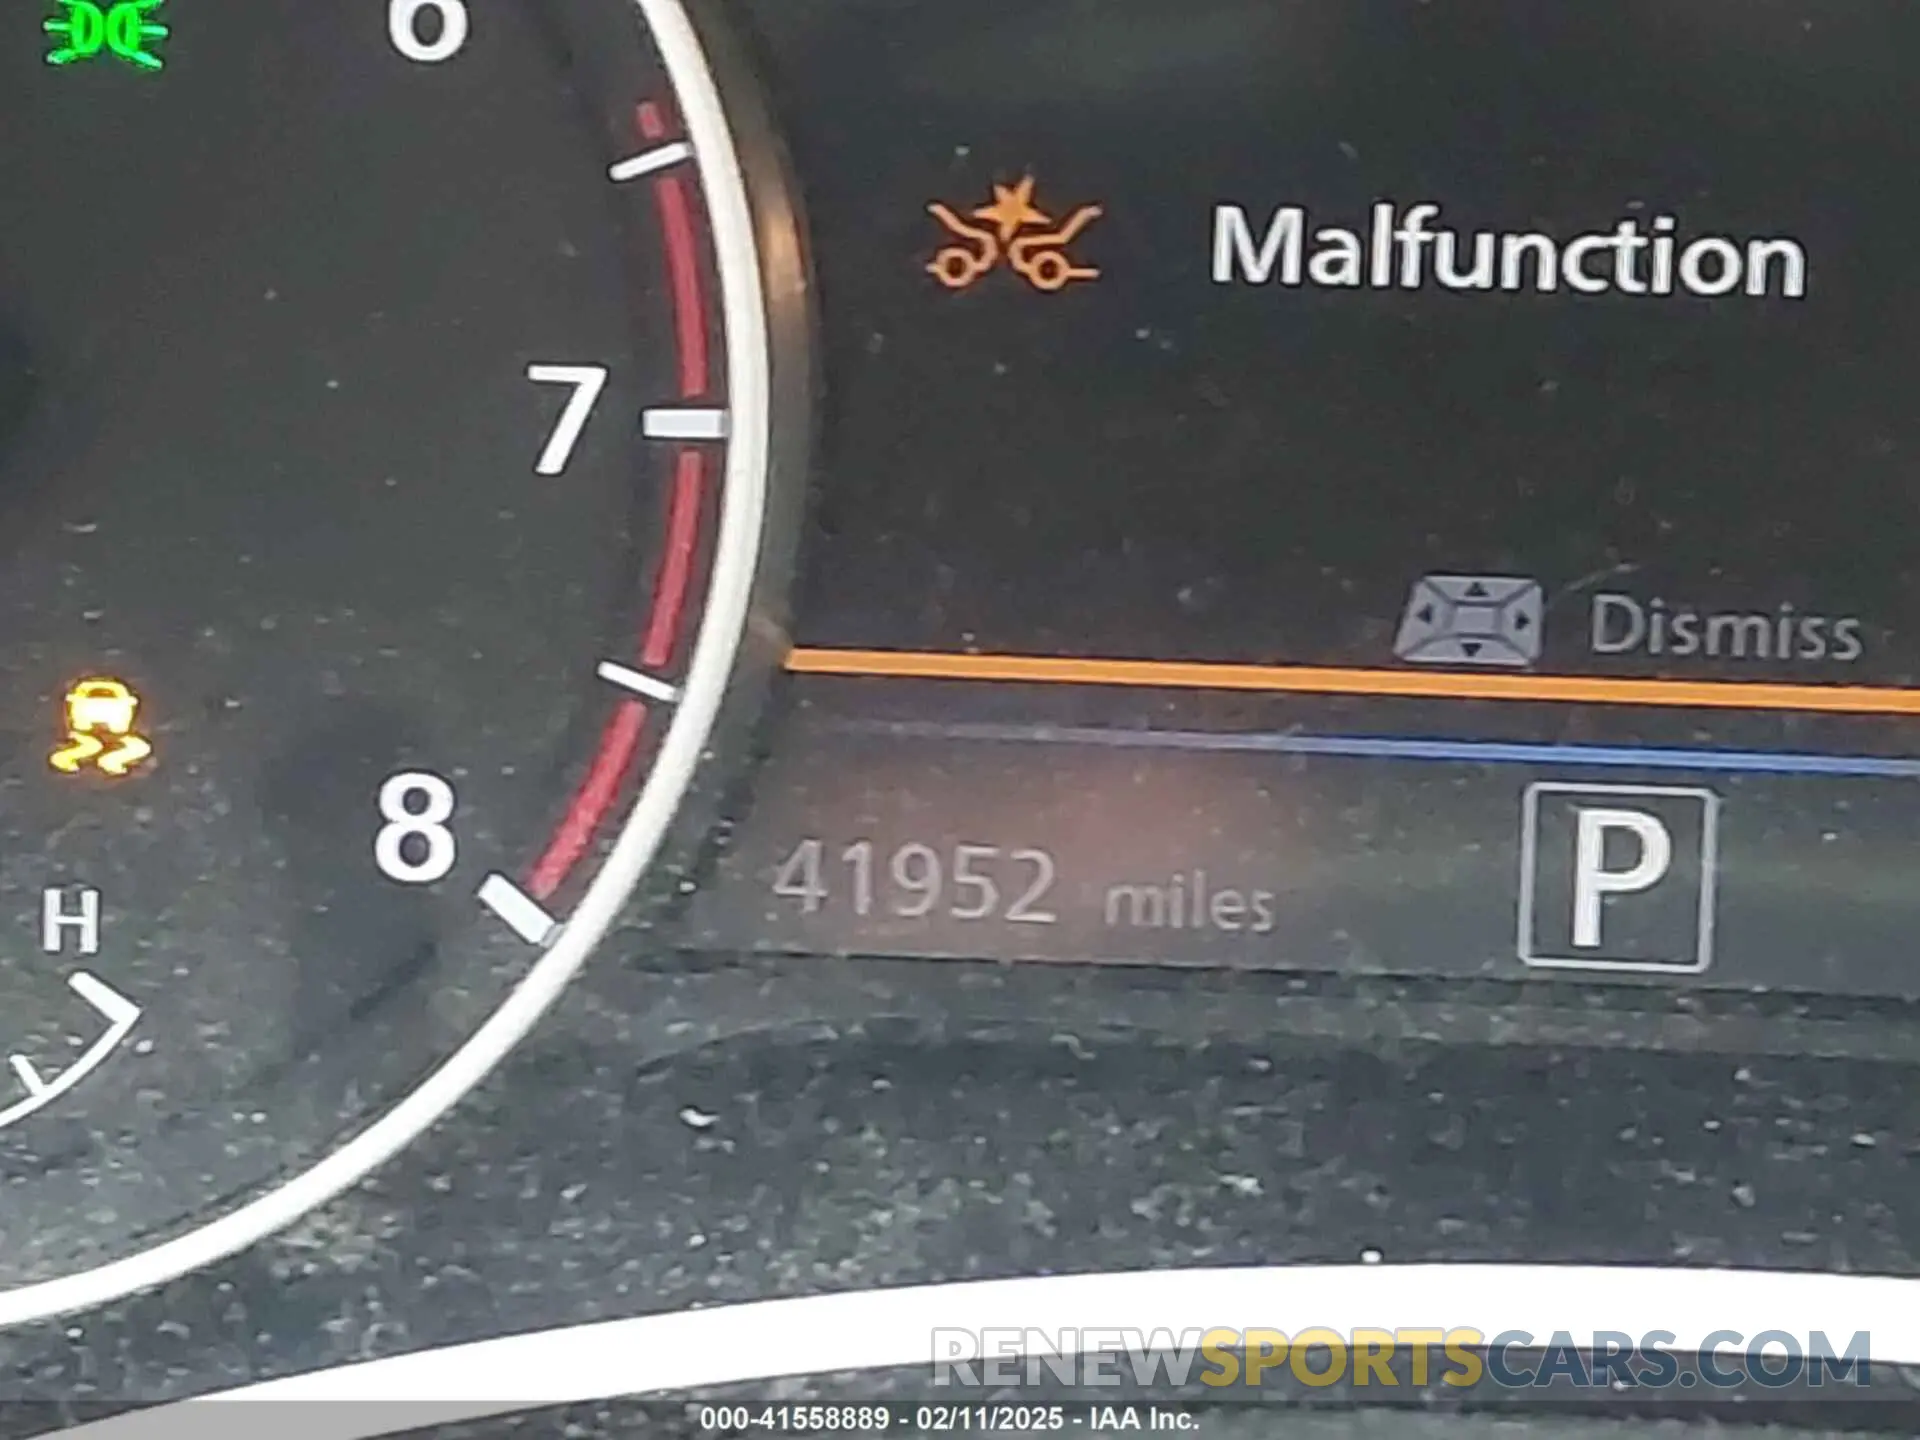 6
Malfunction
7
Dismiss
8
41952 miles
P
H
RENEWSPORTSCARS.COM
000-41558889 - 02/11/2025 - IAA Inc.